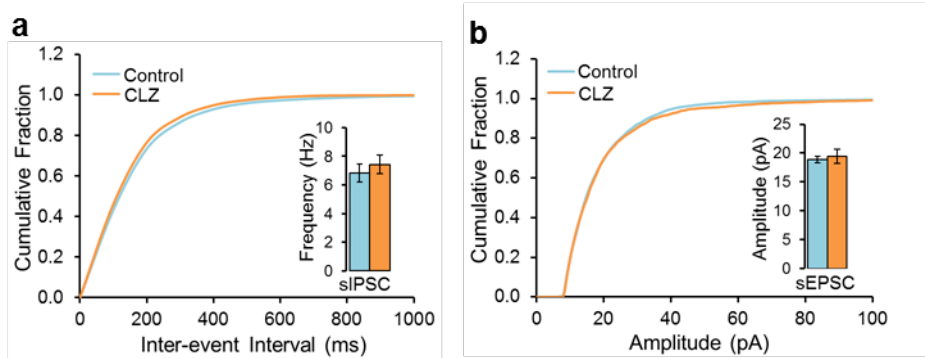 a
1.2
1.0
0.8
0.6
0.4
0.2
0.0
Cumulative Fraction
Control
CLZ
8
6
4
2
0
Frequency (Hz)
sIPSC
0 200 400 600 800 1000
Inter-event Interval (ms)
b
1.2
1.0
0.8
0.6
0.4
0.2
0.0
Cumulative Fraction
Control
CLZ
25
20
15
10
5
0
Amplitude (pA)
sEPSC
0 20 40 60 80 100
Amplitude (pA)